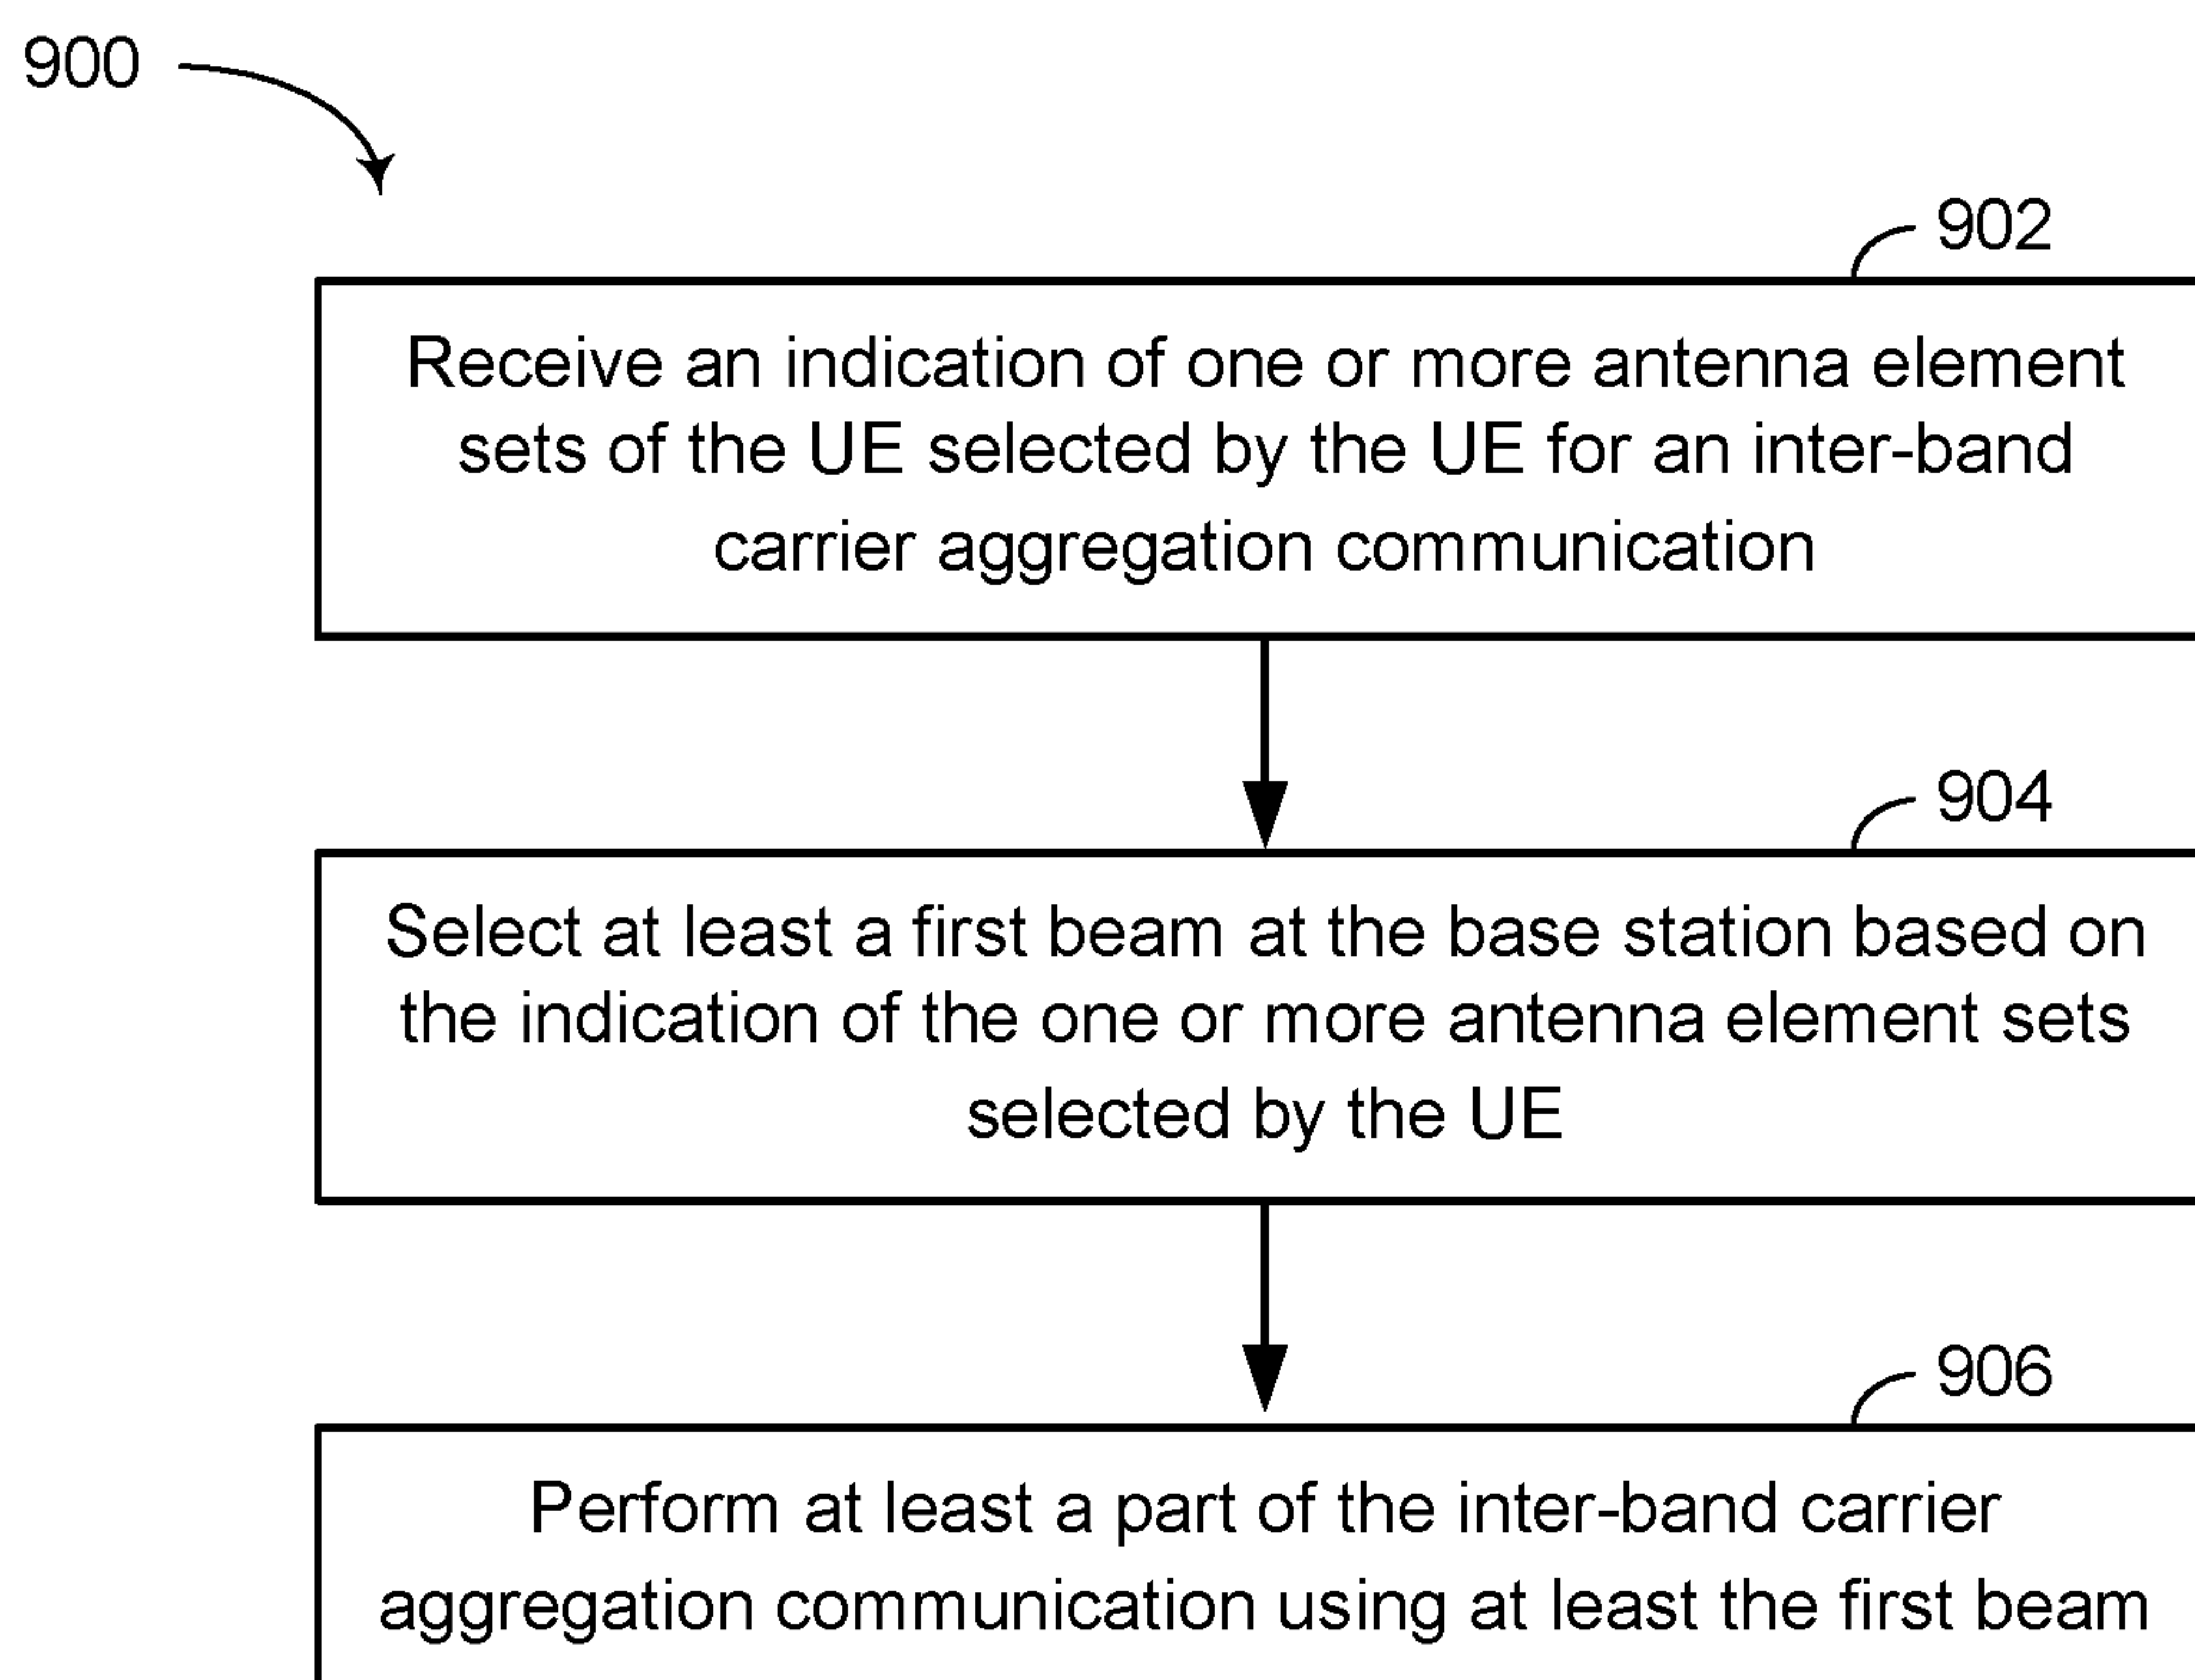 900
902
Receive an indication of one or more antenna element
sets of the UE selected by the UE for an inter-band
carrier aggregation communication
904
Select at least a first beam at the base station based on
the indication of the one or more antenna element sets
selected by the UE
906
Perform at least a part of the inter-band carrier
aggregation communication using at least the first beam